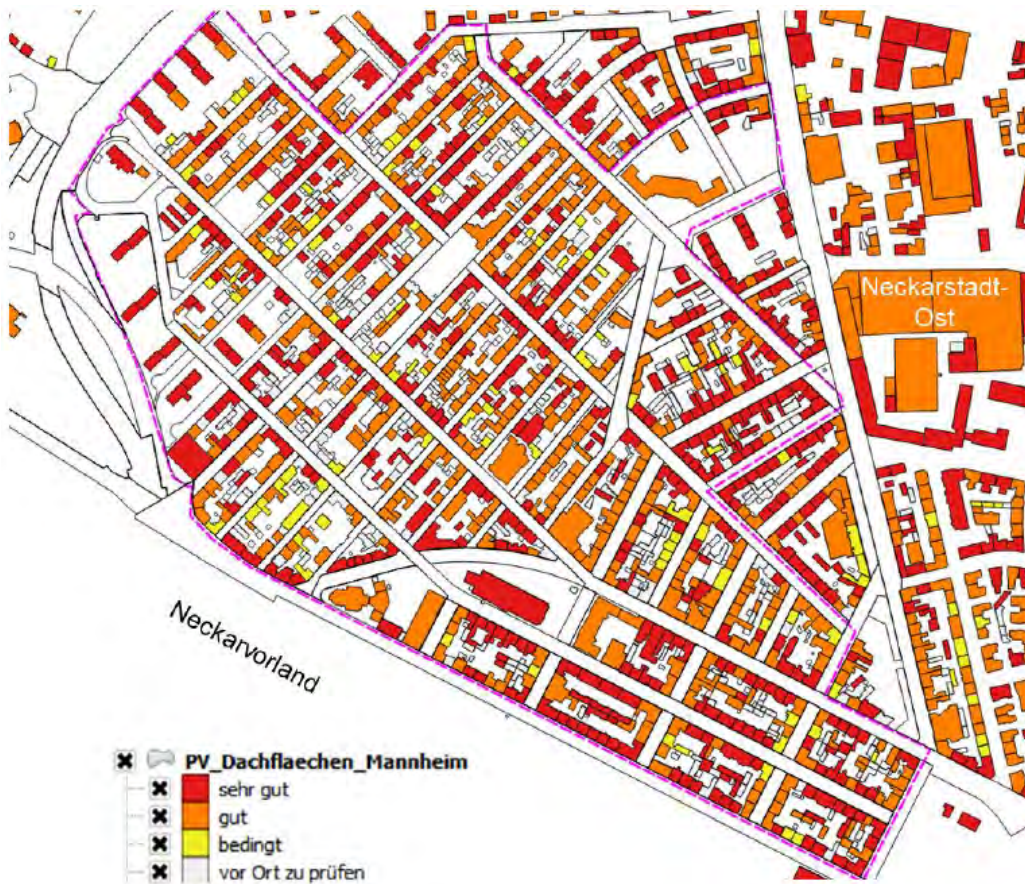 Neckarstadt-
Ost
Neckarvorland
PV_Dachflaechen_Mannheim
sehr gut
gut
bedingt
vor Ort zu prüfen